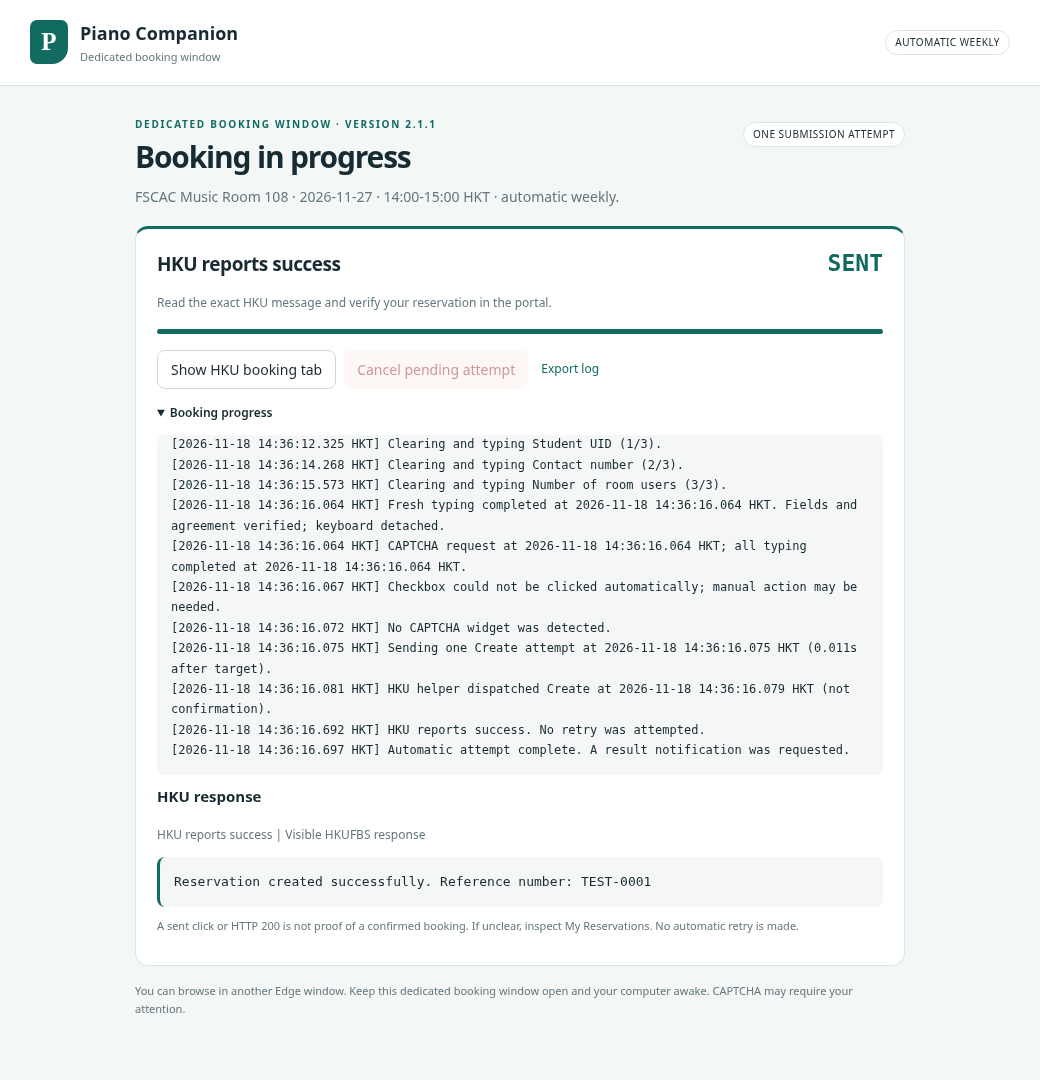 P
Piano Companion
Dedicated booking window
AUTOMATIC WEEKLY
DEDICATED BOOKING WINDOW · VERSION 2.1.1
ONE SUBMISSION ATTEMPT
Booking in progress
FSCAC Music Room 108 · 2026-11-27 · 14:00-15:00 HKT · automatic weekly.
HKU reports success
SENT
Read the exact HKU message and verify your reservation in the portal.
Show HKU booking tab
Cancel pending attempt
Export log
▼ Booking progress
[2026-11-18 14:36:12.325 HKT] Clearing and typing Student UID (1/3).
[2026-11-18 14:36:14.268 HKT] Clearing and typing Contact number (2/3).
[2026-11-18 14:36:15.573 HKT] Clearing and typing Number of room users (3/3).
[2026-11-18 14:36:16.064 HKT] Fresh typing completed at 2026-11-18 14:36:16.064 HKT. Fields and
agreement verified; keyboard detached.
[2026-11-18 14:36:16.064 HKT] CAPTCHA request at 2026-11-18 14:36:16.064 HKT; all typing
completed at 2026-11-18 14:36:16.064 HKT.
[2026-11-18 14:36:16.067 HKT] Checkbox could not be clicked automatically; manual action may be
needed.
[2026-11-18 14:36:16.072 HKT] No CAPTCHA widget was detected.
[2026-11-18 14:36:16.075 HKT] Sending one Create attempt at 2026-11-18 14:36:16.075 HKT (0.011s
after target).
[2026-11-18 14:36:16.081 HKT] HKU helper dispatched Create at 2026-11-18 14:36:16.079 HKT (not
confirmation).
[2026-11-18 14:36:16.692 HKT] HKU reports success. No retry was attempted.
[2026-11-18 14:36:16.697 HKT] Automatic attempt complete. A result notification was requested.
HKU response
HKU reports success | Visible HKUFBS response
Reservation created successfully. Reference number: TEST-0001
A sent click or HTTP 200 is not proof of a confirmed booking. If unclear, inspect My Reservations. No automatic retry is made.
You can browse in another Edge window. Keep this dedicated booking window open and your computer awake. CAPTCHA may require your
attention.